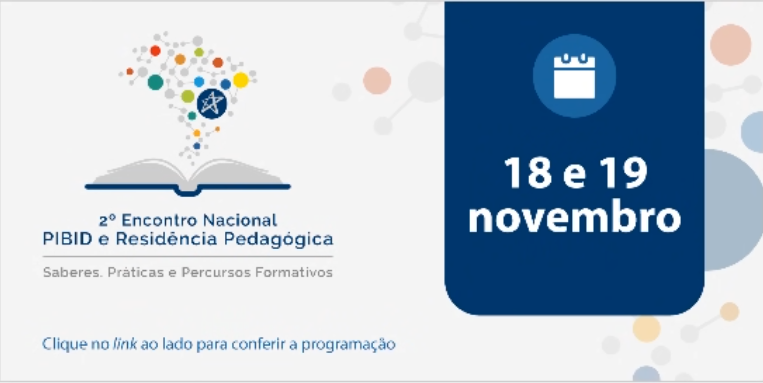 2º Encontro Nacional
PIBID e Residência Pedagógica
Saberes, Práticas e Percursos Formativos
Clique no link ao lado para conferir a programação
18 e 19
novembro